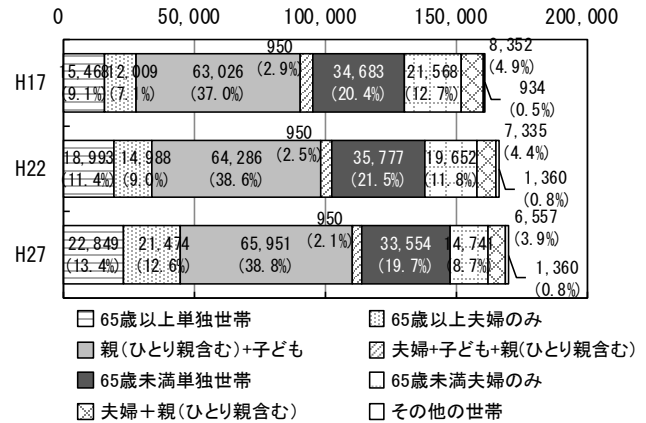 0 50,000 100,000 150,000 200,000
950 8,352
H17 15,468 12,009 63,026 (2.9%) 34,683 21,568 (4.9%)
(9.1%) (7. %) (37.0%) (20.4%) (12.7%) 934
(0.5%)
950 7,335
H22 18,993 14,988 64,286 (2.5%) 35,777 19,652 (4.4%)
(11.4%) (9.0%) (38.6%) (21.5%) (11.8%) 1,360
(0.8%)
950 6,557
H27 22,849 21,474 65,951 (2.1%) 33,554 14,741 (3.9%)
(13.4%) (12.6%) (38.8%) (19.7%) (8.7%) 1,360
(0.8%)
65歳以上単独世帯 65歳以上夫婦のみ
親(ひとり親含む)+子ども 夫婦+子ども+親(ひとり親含む)
65歳未満単独世帯 65歳未満夫婦のみ
夫婦+親(ひとり親含む) その他の世帯